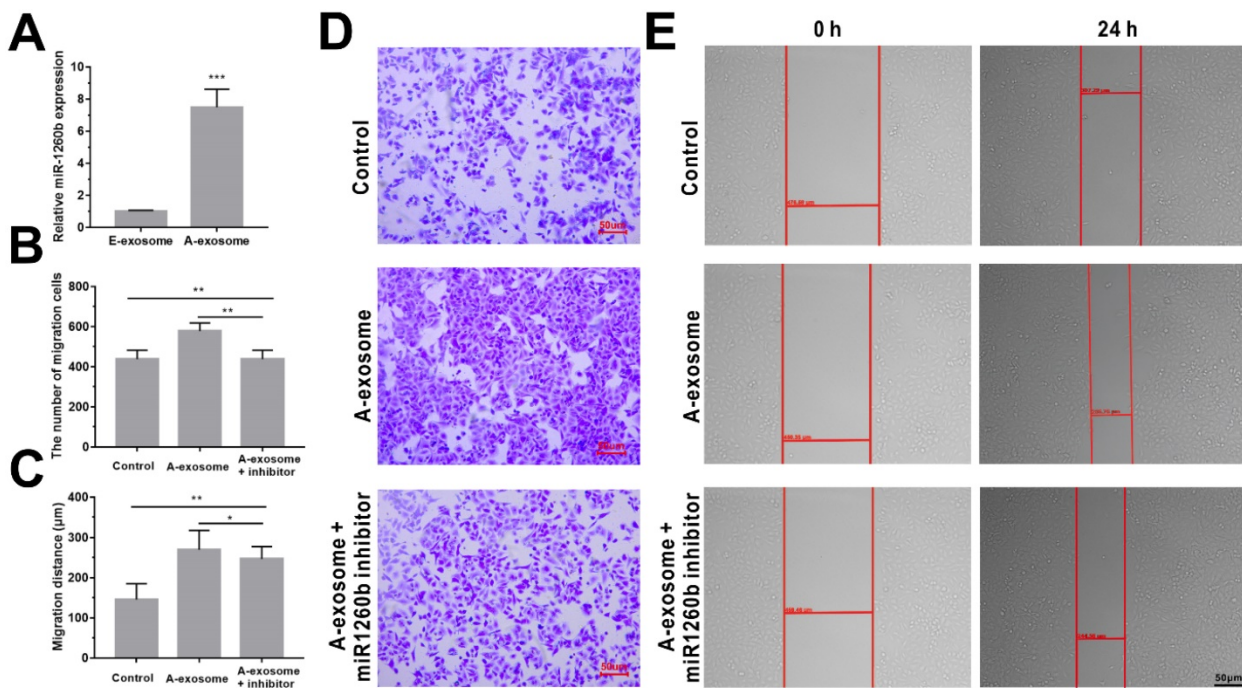 A
Relative miR-1260b expression
10
8
6
4
2
0
***
E-exosome
A-exosome
B
The number of migration cells
800
600
400
200
0
**
**
Control
A-exosome
A-exosome
+ inhibitor
C
Migration distance (µm)
400
300
200
100
0
**
*
Control
A-exosome
A-exosome
+ inhibitor
D
Control
50um
A-exosome
A-exosome +
miR1260b inhibitor
50um
E
0 h
24 h
Control
A-exosome
A-exosome +
miR1260b inhibitor
50µm